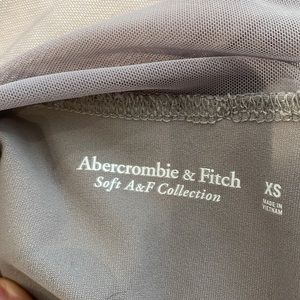 Abercrombie & Fitch
Soft A&F Collection
XS
MADE IN
VIETNAM